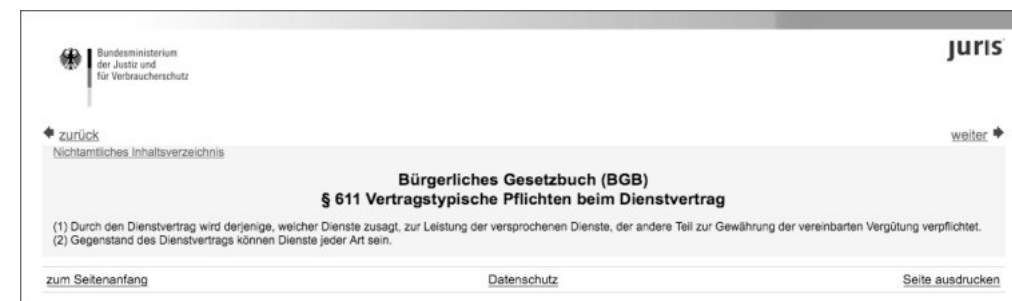 Bundesministerium
der Justiz und
für Verbraucherschutz
juris
zurück
weiter
Nichtamtliches Inhaltsverzeichnis
Bürgerliches Gesetzbuch (BGB)
§ 611 Vertragstypische Pflichten beim Dienstvertrag
(1) Durch den Dienstvertrag wird derjenige, welcher Dienste zusagt, zur Leistung der versprochenen Dienste, der andere Teil zur Gewährung der vereinbarten Vergütung verpflichtet.
(2) Gegenstand des Dienstvertrags können Dienste jeder Art sein.
zum Seitenanfang
Datenschutz
Seite ausdrucken